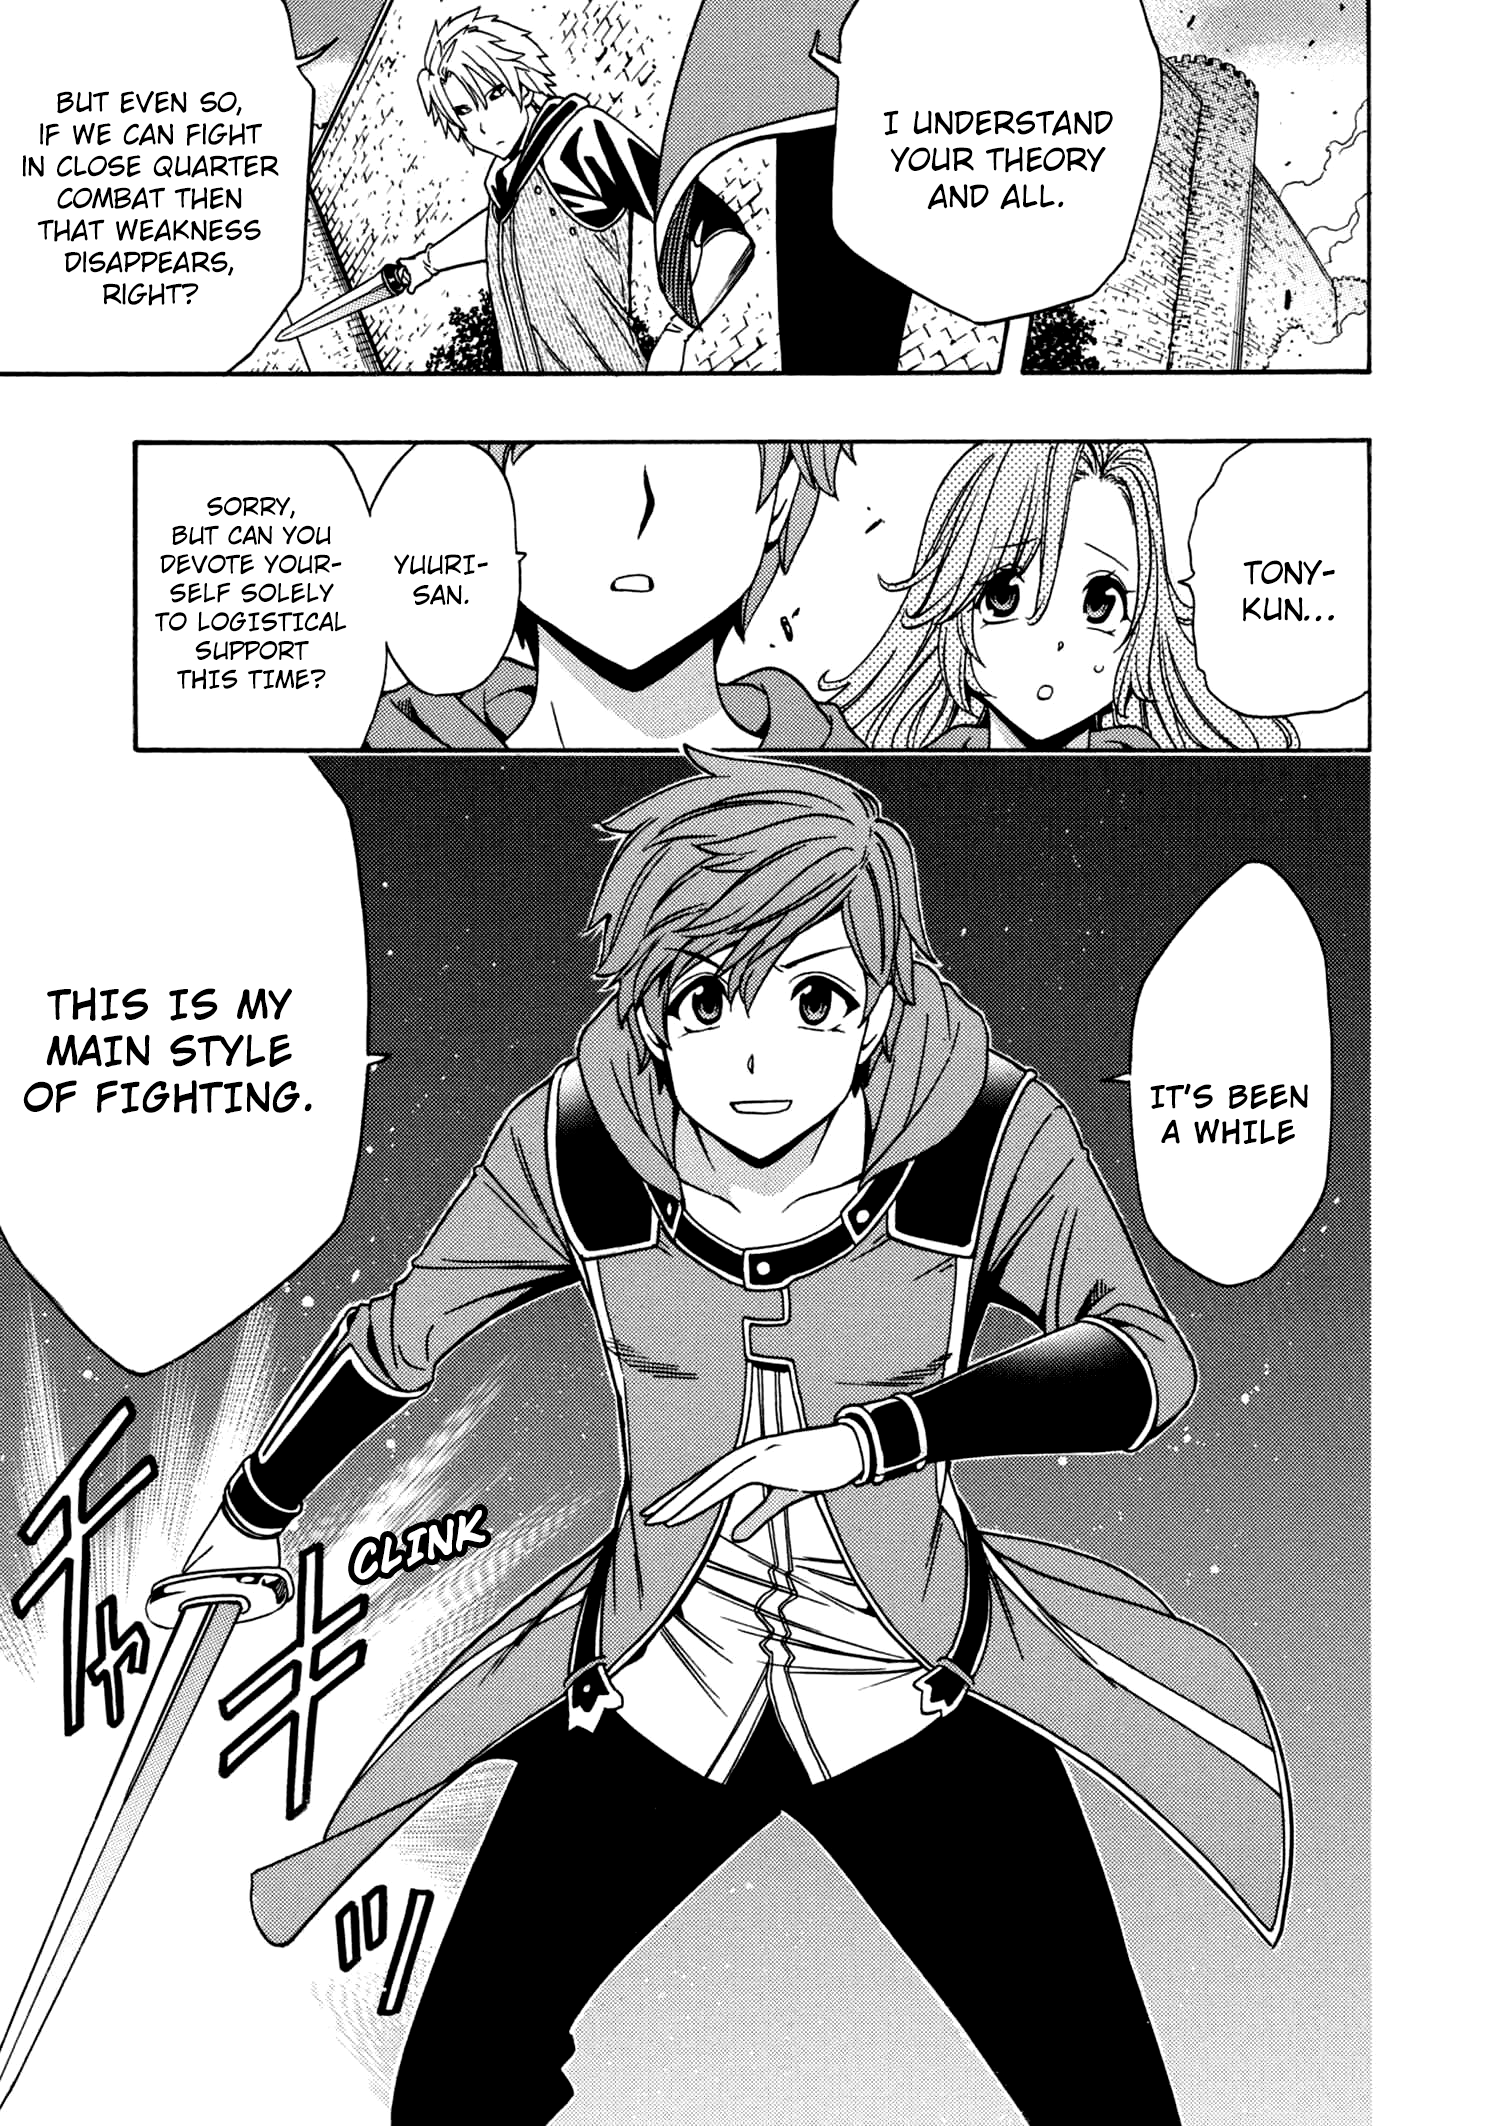 I UNDERSTAND
YOUR THEORY
AND ALL.
BUT EVEN SO,
IF WE CAN FIGHT
IN CLOSE QUARTER
COMBAT THEN
THAT WEAKNESS
DISAPPEARS,
RIGHT?
TONY-
KUN...
YUURI-
SAN.
SORRY,
BUT CAN YOU
DEVOTE YOUR-
SELF SOLELY
TO LOGISTICAL
SUPPORT
THIS TIME?
IT'S BEEN
A WHILE
THIS IS MY
MAIN STYLE
OF FIGHTING.
チャキッ
CLINK